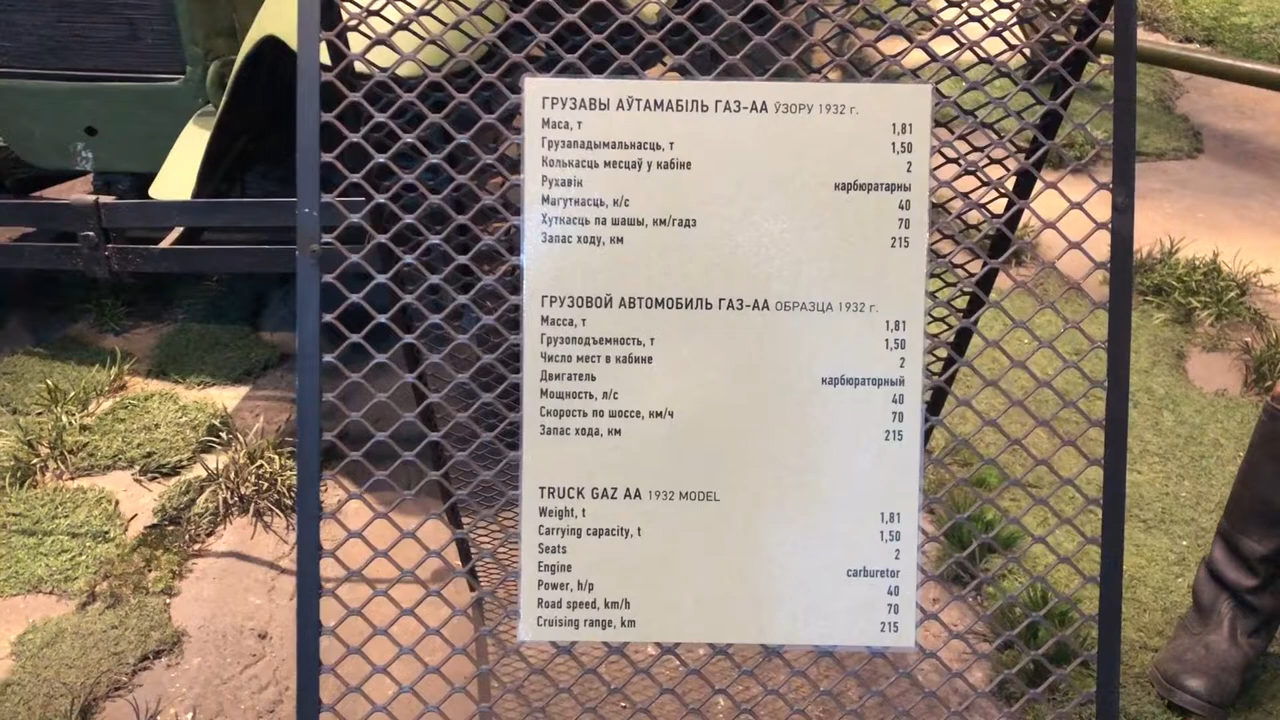 ГРУЗАВЫ АЎТАМАБІЛЬ ГАЗ-АА ЎЗОРУ 1932 г.
Маса, т 1,81
Грузападымальнасць, т 1,50
Колькасць месцаў у кабіне 2
Рухавік карбюратарны
Магутнасць, к/с 40
Хуткасць па шашы, км/гадз 70
Запас ходу, км 215
ГРУЗОВОЙ АВТОМОБИЛЬ ГАЗ-АА ОБРАЗЦА 1932 г.
Масса, т 1,81
Грузоподъемность, т 1,50
Число мест в кабине 2
Двигатель карбюраторный
Мощность, л/с 40
Скорость по шоссе, км/ч 70
Запас хода, км 215
TRUCK GAZ AA 1932 MODEL
Weight, t 1,81
Carrying capacity, t 1,50
Seats 2
Engine carburetor
Power, h/p 40
Road speed, km/h 70
Cruising range, km 215